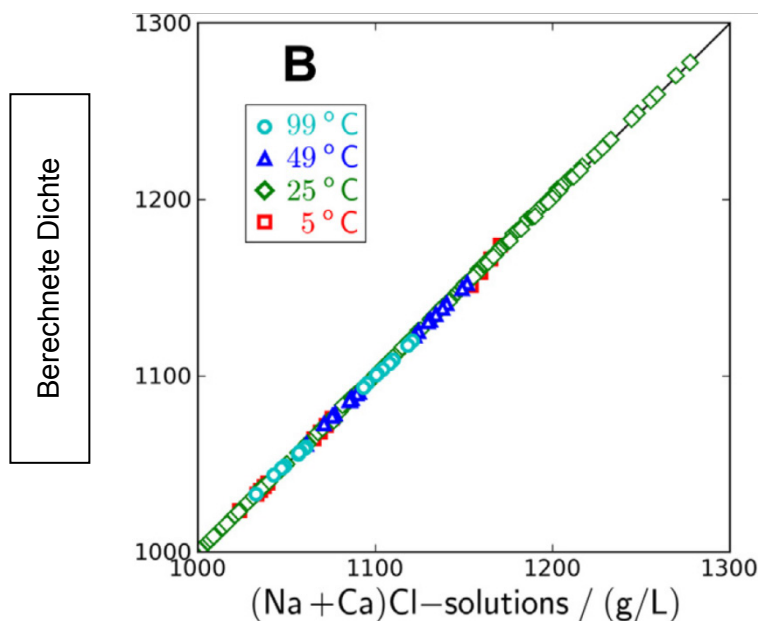 Berechnete Dichte
B
99 °C
49 °C
25 °C
5 °C
1300
1200
1100
1000
1000 1100 1200 1300
(Na+Ca)Cl−solutions / (g/L)